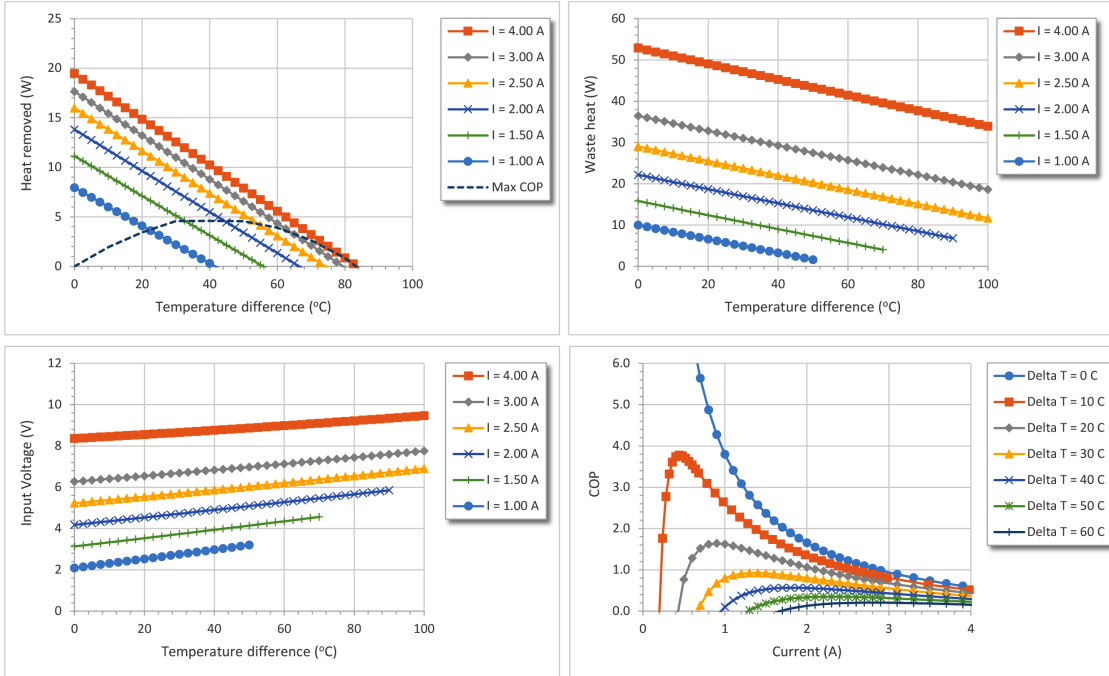 25
20
15
10
5
0
0 20 40 60 80 100
Heat removed (W)
Temperature difference (°C)
I = 4.00 A
I = 3.00 A
I = 2.50 A
I = 2.00 A
I = 1.50 A
I = 1.00 A
Max COP
60
50
40
30
20
10
0
0 20 40 60 80 100
Waste heat (W)
Temperature difference (°C)
I = 4.00 A
I = 3.00 A
I = 2.50 A
I = 2.00 A
I = 1.50 A
I = 1.00 A
12
10
8
6
4
2
0
0 20 40 60 80 100
Input Voltage (V)
Temperature difference (°C)
I = 4.00 A
I = 3.00 A
I = 2.50 A
I = 2.00 A
I = 1.50 A
I = 1.00 A
6.0
5.0
4.0
3.0
2.0
1.0
0.0
0 1 2 3 4
COP
Current (A)
Delta T = 0 C
Delta T = 10 C
Delta T = 20 C
Delta T = 30 C
Delta T = 40 C
Delta T = 50 C
Delta T = 60 C